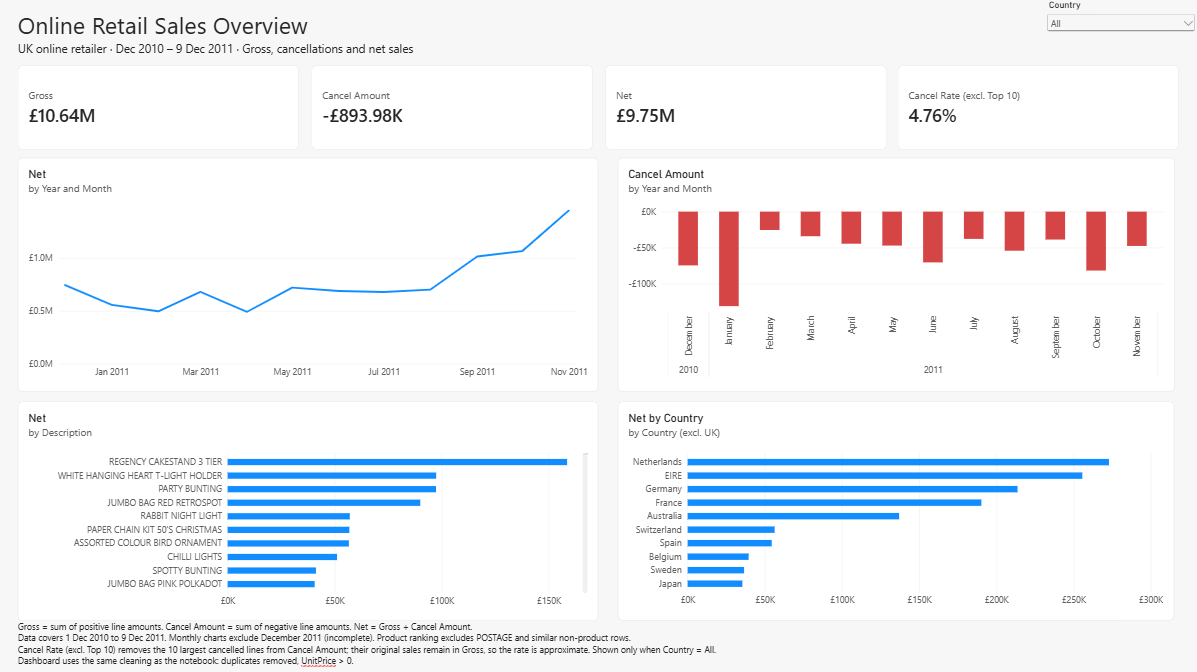 Online Retail Sales Overview
UK online retailer · Dec 2010 – 9 Dec 2011 · Gross, cancellations and net sales
Country
All
Gross
£10.64M
Cancel Amount
-£893.98K
Net
£9.75M
Cancel Rate (excl. Top 10)
4.76%
Net
by Year and Month
£1.0M
£0.5M
£0.0M
Jan 2011 Mar 2011 May 2011 Jul 2011 Sep 2011 Nov 2011
Cancel Amount
by Year and Month
£0K
-£50K
-£100K
December January February March April May June July August September October November
2010 2011
Net
by Description
REGENCY CAKESTAND 3 TIER
WHITE HANGING HEART T-LIGHT HOLDER
PARTY BUNTING
JUMBO BAG RED RETROSPOT
RABBIT NIGHT LIGHT
PAPER CHAIN KIT 50'S CHRISTMAS
ASSORTED COLOUR BIRD ORNAMENT
CHILLI LIGHTS
SPOTTY BUNTING
JUMBO BAG PINK POLKADOT
£0K £50K £100K £150K
Net by Country
by Country (excl. UK)
Netherlands
EIRE
Germany
France
Australia
Switzerland
Spain
Belgium
Sweden
Japan
£0K £50K £100K £150K £200K £250K £300K
Gross = sum of positive line amounts. Cancel Amount = sum of negative line amounts. Net = Gross + Cancel Amount.
Data covers 1 Dec 2010 to 9 Dec 2011. Monthly charts exclude December 2011 (incomplete). Product ranking excludes POSTAGE and similar non-product rows.
Cancel Rate (excl. Top 10) removes the 10 largest cancelled lines from Cancel Amount; their original sales remain in Gross, so the rate is approximate. Shown only when Country = All.
Dashboard uses the same cleaning as the notebook: duplicates removed, UnitPrice > 0.